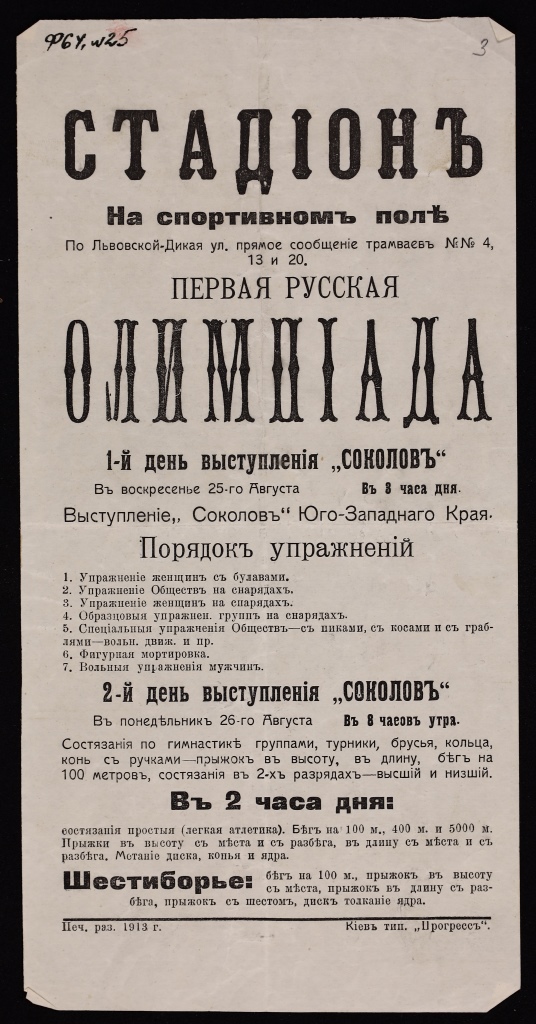 Ф64, №25
3
СТАДІОНЪ
На спортивномъ полѣ
По Львовской-Дикая ул. прямое сообщеніе трамваевъ №№ 4,
13 и 20.
ПЕРВАЯ РУССКАЯ
ОЛИМПІАДА
1-й день выступленія „СОКОЛОВЪ“
Въ воскресенье 25-го Августа Въ 3 часа дня.
Выступленіе„ Соколовъ“ Юго-Западнаго Края.
Порядокъ упражненій
1. Упражненіе женщинъ съ булавами.
2. Упражненіе Обществъ на снарядахъ.
3. Упражненіе женщинъ на снарядахъ.
4. Образцовыя упражнен. группъ на снарядахъ.
5. Спеціальныя упражченія Обществъ—съ пиками, съ косами и съ граб-
лями—вольн. движ. и пр.
6. Фигурная мортировка.
7. Вольныя упражненія мужчинъ.
2-й день выступленія „СОКОЛОВЪ“
Въ понедѣльникъ 26-го Августа Въ 8 часовъ утра.
Состязанія по гимнастикѣ группами, турники, брусья, кольца,
конь съ ручками—прыжокъ въ высоту, въ длину, бѣгъ на
100 метровъ, состязанія въ 2-хъ разрядахъ—высшій и низшій.
Въ 2 часа дня:
состязанія простыя (легкая атлетика). Бѣгъ на 100 м., 400 м. и 5000 м.
Прыжки въ высоту съ мѣста и съ разбѣга, въ длину съ мѣста и съ
разбѣга. Мотаніе диска, копья и ядра.
Шестиборье: бѣгъ на 100 м., прыжокъ въ высоту
съ мѣста, прыжокъ въ длину съ раз-
бѣга, прыжокъ съ шестомъ, дискъ толканіе ядра.
Печ. раз. 1913 г. Кіевъ тип. „Прогрессъ“.